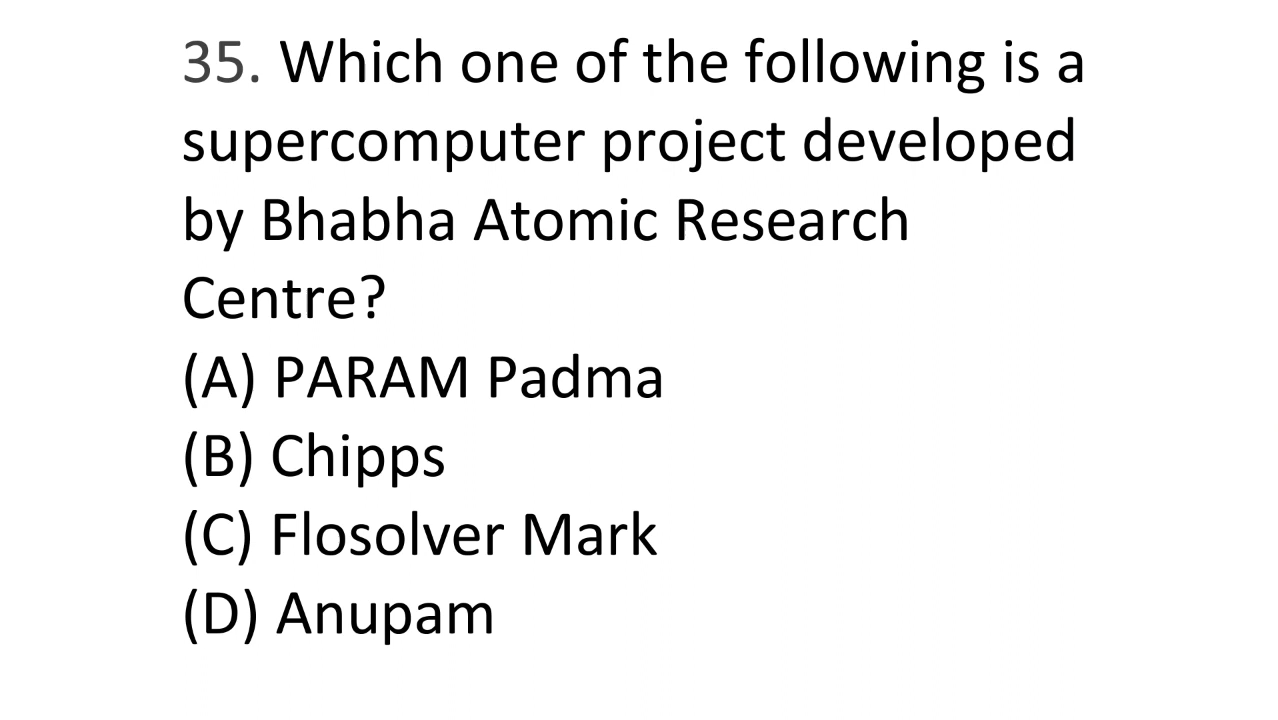 35. Which one of the following is a
supercomputer project developed
by Bhabha Atomic Research
Centre?
(A) PARAM Padma
(B) Chipps
(C) Flosolver Mark
(D) Anupam